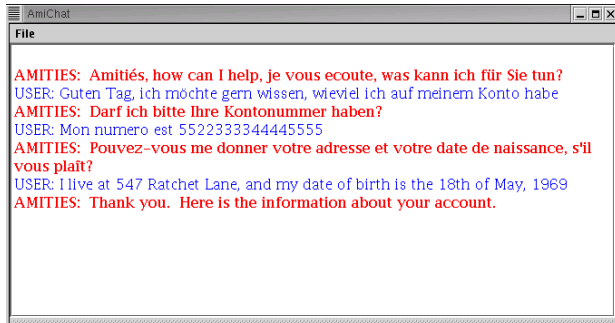 AmiChat
File
AMITIES: Amitiés, how can I help, je vous ecoute, was kann ich für Sie tun?
USER: Guten Tag, ich möchte gern wissen, wieviel ich auf meinem Konto habe
AMITIES: Darf ich bitte Ihre Kontonummer haben?
USER: Mon numero est 5522333344445555
AMITIES: Pouvez-vous me donner votre adresse et votre date de naissance, s'il
vous plaît?
USER: I live at 547 Ratchet Lane, and my date of birth is the 18th of May, 1969
AMITIES: Thank you. Here is the information about your account.